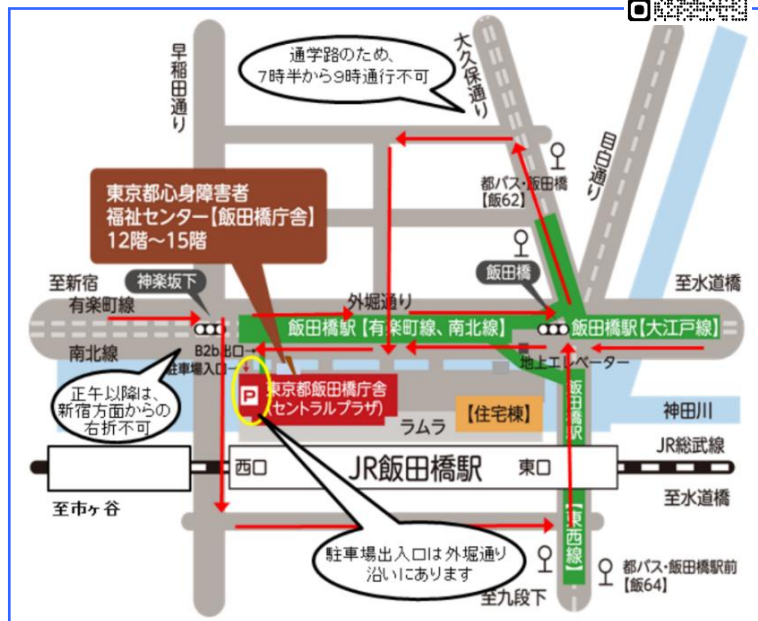 早稲田通り
通学路のため、
7時半から9時通行不可
大久保通り
目白通り
都バス・飯田橋
【飯62】
東京都心身障害者
福祉センター【飯田橋庁舎】
12階～15階
至新宿
神楽坂下
飯田橋
至水道橋
有楽町線
外堀通り
飯田橋駅【有楽町線、南北線】
飯田橋駅【大江戸線】
南北線
B2b出口→
駐車場入口→
地上エレベーター
正午以降は、
新宿方面からの
右折不可
P
東京都飯田橋庁舎
(セントラルプラザ)
【住宅棟】
飯田橋駅
神田川
ラムラ
JR総武線
西口
JR飯田橋駅
東口
至市ヶ谷
至水道橋
【東西線】
駐車場出入口は外堀通り
沿いにあります
都バス・飯田橋駅前
【飯64】
至九段下